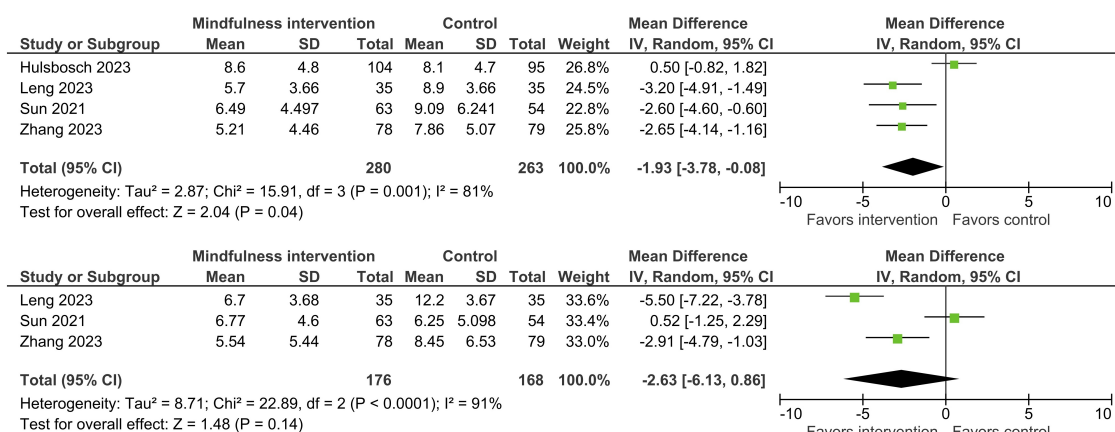 Mindfulness intervention Control Mean Difference Mean Difference
Study or Subgroup Mean SD Total Mean SD Total Weight IV, Random, 95% CI IV, Random, 95% CI
Hulsbosch 2023 8.6 4.8 104 8.1 4.7 95 26.8% 0.50 [-0.82, 1.82]
Leng 2023 5.7 3.66 35 8.9 3.66 35 24.5% -3.20 [-4.91, -1.49]
Sun 2021 6.49 4.497 63 9.09 6.241 54 22.8% -2.60 [-4.60, -0.60]
Zhang 2023 5.21 4.46 78 7.86 5.07 79 25.8% -2.65 [-4.14, -1.16]
Total (95% CI) 280 263 100.0% -1.93 [-3.78, -0.08]
Heterogeneity: Tau² = 2.87; Chi² = 15.91, df = 3 (P = 0.001); I² = 81%
Test for overall effect: Z = 2.04 (P = 0.04)
-10 -5 0 5 10
Favors intervention Favors control
Mindfulness intervention Control Mean Difference Mean Difference
Study or Subgroup Mean SD Total Mean SD Total Weight IV, Random, 95% CI IV, Random, 95% CI
Leng 2023 6.7 3.68 35 12.2 3.67 35 33.6% -5.50 [-7.22, -3.78]
Sun 2021 6.77 4.6 63 6.25 5.098 54 33.4% 0.52 [-1.25, 2.29]
Zhang 2023 5.54 5.44 78 8.45 6.53 79 33.0% -2.91 [-4.79, -1.03]
Total (95% CI) 176 168 100.0% -2.63 [-6.13, 0.86]
Heterogeneity: Tau² = 8.71; Chi² = 22.89, df = 2 (P < 0.0001); I² = 91%
Test for overall effect: Z = 1.48 (P = 0.14)
-10 -5 0 5 10
Favors intervention Favors control